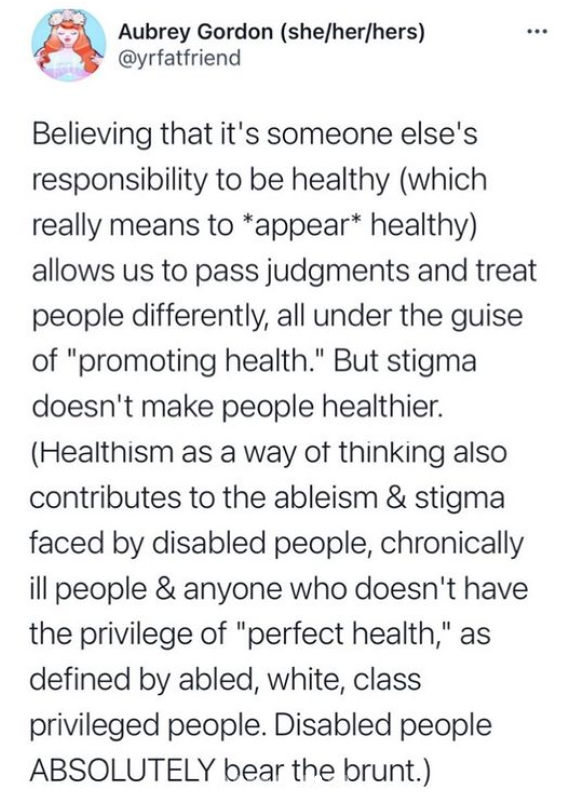 Aubrey Gordon (she/her/hers)
@yrfatfriend
Believing that it's someone else's
responsibility to be healthy (which
really means to *appear* healthy)
allows us to pass judgments and treat
people differently, all under the guise
of "promoting health." But stigma
doesn't make people healthier.
(Healthism as a way of thinking also
contributes to the ableism & stigma
faced by disabled people, chronically
ill people & anyone who doesn't have
the privilege of "perfect health," as
defined by abled, white, class
privileged people. Disabled people
ABSOLUTELY bear the brunt.)